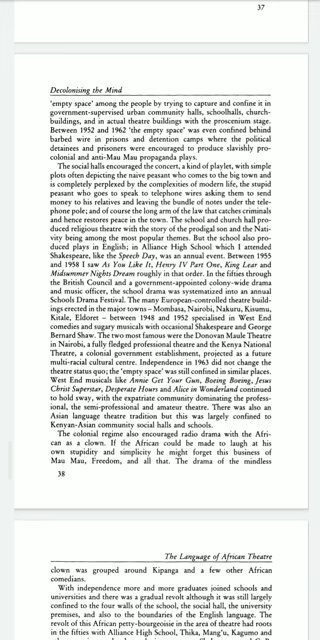 37
Decolonising the Mind
'empty space' among the people by trying to capture and confine it in
government-supervised urban community halls, schoolhalls, church-
buildings, and in actual theatre buildings with the proscenium stage.
Between 1952 and 1962 'the empty space' was even confined behind
barbed wire in prisons and detention camps where the political
detainees and prisoners were encouraged to produce slavishly pro-
colonial and anti-Mau Mau propaganda plays.
The social halls encouraged the concert, a kind of playlet, with simple
plots often depicting the naive peasant who comes to the big town and
is completely perplexed by the complexities of modern life, the stupid
peasant who goes to speak to telephone wires asking them to send
money to his relatives and leaving the bundle of notes under the tele-
phone pole; and of course the long arm of the law that catches criminals
and hence restores peace in the town. The school and church hall pro-
duced religious theatre with the story of the prodigal son and the Nati-
vity being among the most popular themes. But the school also pro-
duced plays in English; in Alliance High School which I attended
Shakespeare, like the Speech Day, was an annual event. Between 1955
and 1958 I saw As You Like It, Henry IV Part One, King Lear and
Midsummer Nights Dream roughly in that order. In the fifties through
the British Council and a government-appointed colony-wide drama
and music officer, the school drama was systematized into an annual
Schools Drama Festival. The many European-controlled theatre build-
ings erected in the major towns – Mombasa, Nairobi, Nakuru, Kisumu,
Kitale, Eldoret – between 1948 and 1952 specialised in West End
comedies and sugary musicals with occasional Shakespeare and George
Bernard Shaw. The two most famous were the Donovan Maule Theatre
in Nairobi, a fully fledged professional theatre and the Kenya National
Theatre, a colonial government establishment, projected as a future
multi-racial cultural centre. Independence in 1963 did not change the
theatre status quo; the 'empty space' was still confined in similar places.
West End musicals like Annie Get Your Gun, Boeing Boeing, Jesus
Christ Superstar, Desperate Hours and Alice in Wonderland continued
to hold sway, with the expatriate community dominating the profess-
ional, the semi-professional and amateur theatre. There was also an
Asian language theatre tradition but this was largely confined to
Kenyan-Asian community social halls and schools.
The colonial regime also encouraged radio drama with the Afri-
can as a clown. If the African could be made to laugh at his
own stupidity and simplicity he might forget this business of
Mau Mau, Freedom, and all that. The drama of the mindless
38
The Language of African Theatre
clown was grouped around Kipanga and a few other African
comedians.
With independence more and more graduates joined schools and
universities and there was a gradual revolt although it was still largely
confined to the four walls of the school, the social hall, the university
premises, and also to the boundaries of the English language. The
revolt of this African petty-bourgeoisie in the area of theatre had roots
in the fifties with Alliance High School, Thika, Mang'u, Kagumo and